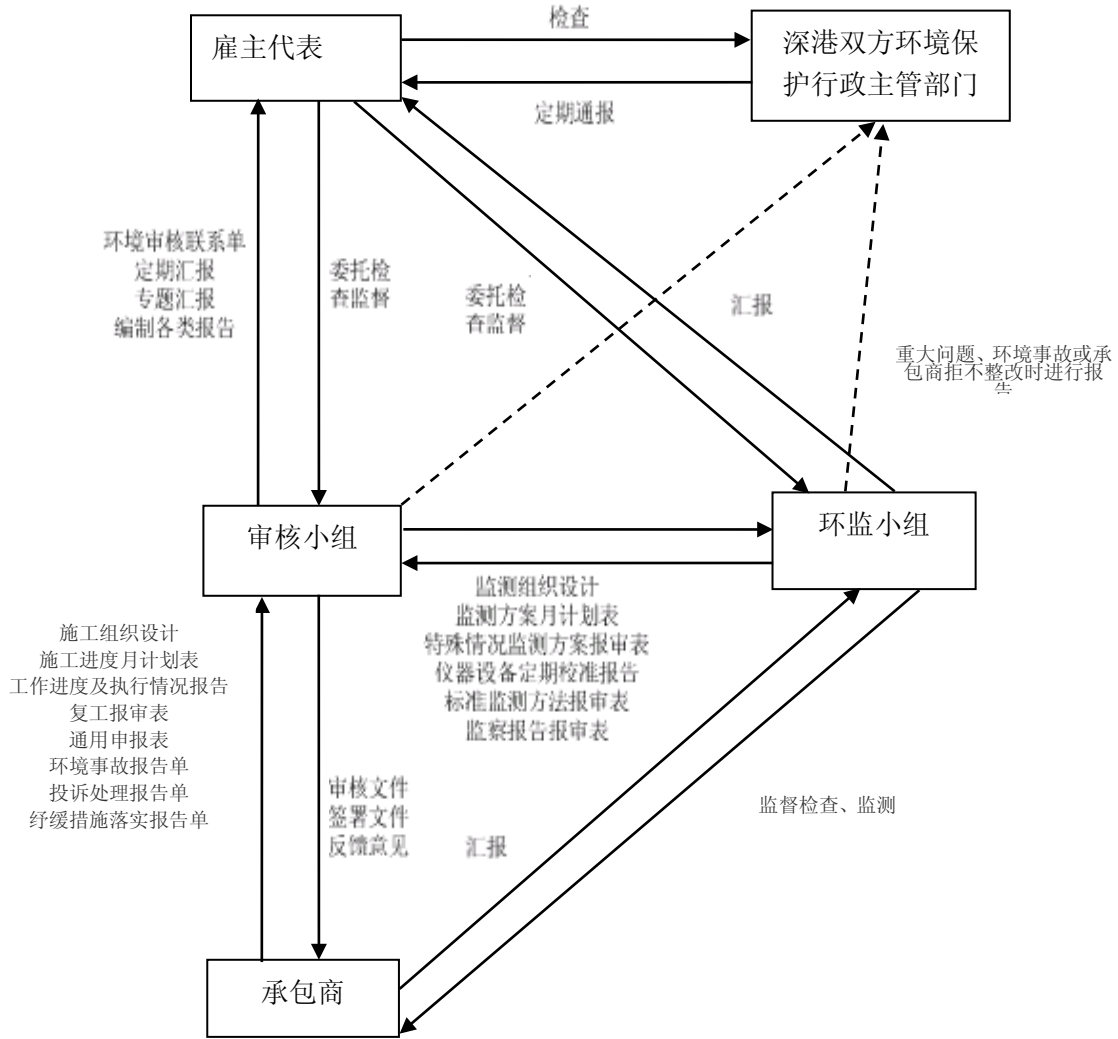 检查
雇主代表
深港双方环境保
护行政主管部门
定期通报
环境审核联系单
定期汇报
专题汇报
编制各类报告
委托检
查监督
委托检
查监督
汇报
重大问题、环境事故或承
包商拒不整改时进行报
告
审核小组
环监小组
监测组织设计
监测方案月计划表
特殊情况监测方案报审表
仪器设备定期校准报告
标准监测方法报审表
监察报告报审表
施工组织设计
施工进度月计划表
工作进度及执行情况报告
复工报审表
通用申报表
环境事故报告单
投诉处理报告单
纾缓措施落实报告单
审核文件
签署文件
反馈意见
汇报
监督检查、监测
承包商